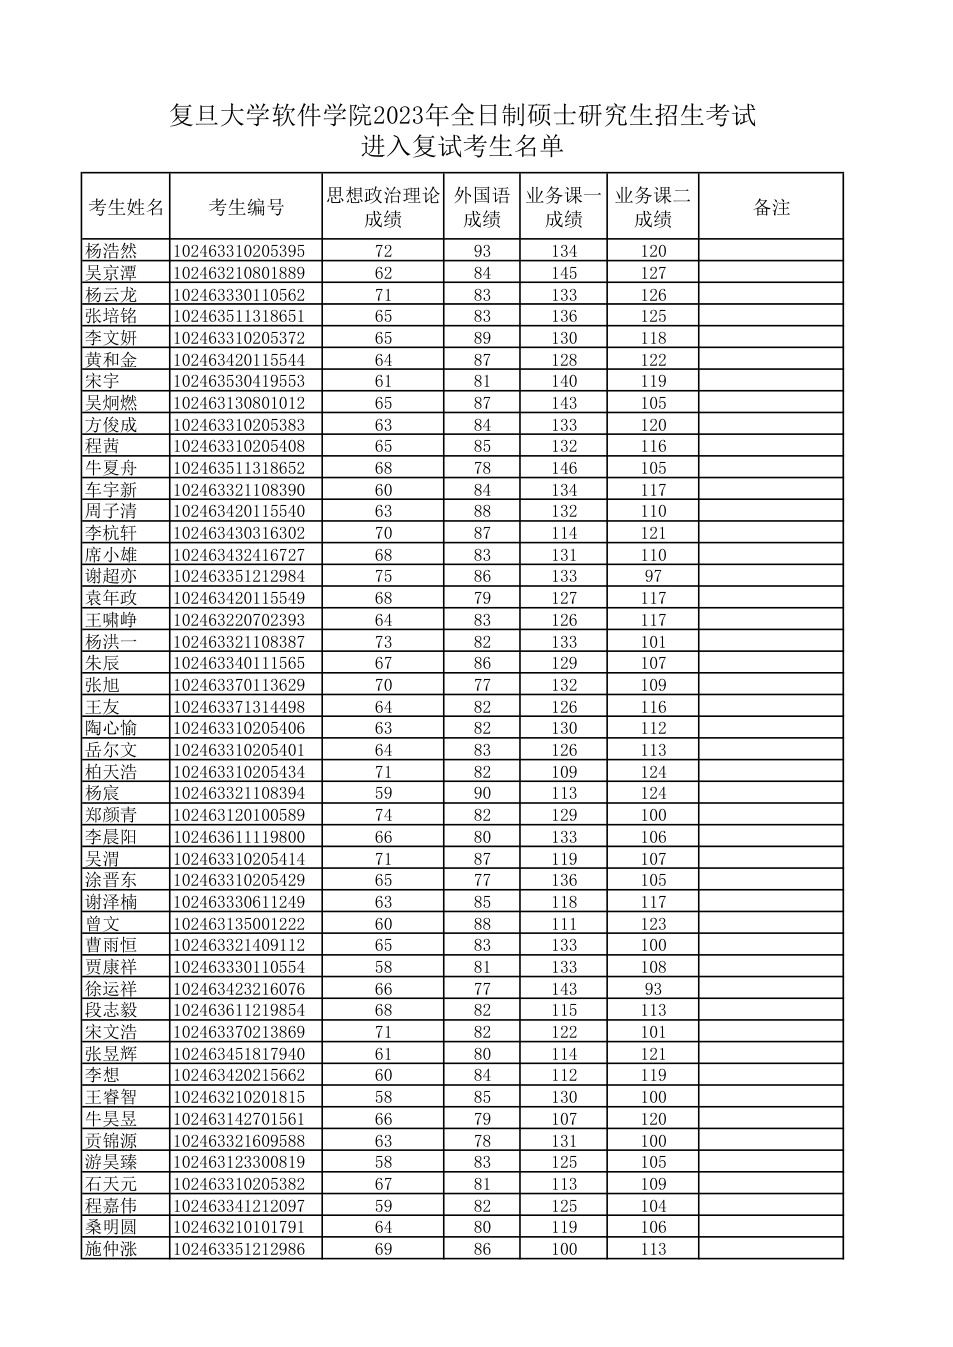 复旦大学软件学院2023年全日制硕士研究生招生考试
进入复试考生名单
考生姓名 考生编号 思想政治理论成绩 外国语成绩 业务课一成绩 业务课二成绩 备注
杨浩然 102463310205395 72 93 134 120
吴京潭 102463210801889 62 84 145 127
杨云龙 102463330110562 71 83 133 126
张培铭 102463511318651 65 83 136 125
李文妍 102463310205372 65 89 130 118
黄和金 102463420115544 64 87 128 122
宋宇 102463530419553 61 81 140 119
吴炯燃 102463130801012 65 87 143 105
方俊成 102463310205383 63 84 133 120
程茜 102463310205408 65 85 132 116
牛夏舟 102463511318652 68 78 146 105
车宇新 102463321108390 60 84 134 117
周子清 102463420115540 63 88 132 110
李杭轩 102463430316302 70 87 114 121
席小雄 102463432416727 68 83 131 110
谢超亦 102463351212984 75 86 133 97
袁年政 102463420115549 68 79 127 117
王啸峥 102463220702393 64 83 126 117
杨洪一 102463321108387 73 82 133 101
朱辰 102463340111565 67 86 129 107
张旭 102463370113629 70 77 132 109
王友 102463371314498 64 82 126 116
陶心愉 102463310205406 63 82 130 112
岳尔文 102463310205401 64 83 126 113
柏天浩 102463310205434 71 82 109 124
杨宸 102463321108394 59 90 113 124
郑颜青 102463120100589 74 82 129 100
李晨阳 102463611119800 66 80 133 106
吴渭 102463310205414 71 87 119 107
涂晋东 102463310205429 65 77 136 105
谢泽楠 102463330611249 63 85 118 117
曾文 102463135001222 60 88 111 123
曹雨恒 102463321409112 65 83 133 100
贾康祥 102463330110554 58 81 133 108
徐运祥 102463423216076 66 77 143 93
段志毅 102463611219854 68 82 115 113
宋文浩 102463370213869 71 82 122 101
张昱辉 102463451817940 61 80 114 121
李想 102463420215662 60 84 112 119
王睿智 102463210201815 58 85 130 100
牛昊昱 102463142701561 66 79 107 120
贡锦源 102463321609588 63 78 131 100
游昊臻 102463123300819 58 83 125 105
石天元 102463310205382 67 81 113 109
程嘉伟 102463341212097 59 82 125 104
桑明圆 102463210101791 64 80 119 106
施仲涨 102463351212986 69 86 100 113